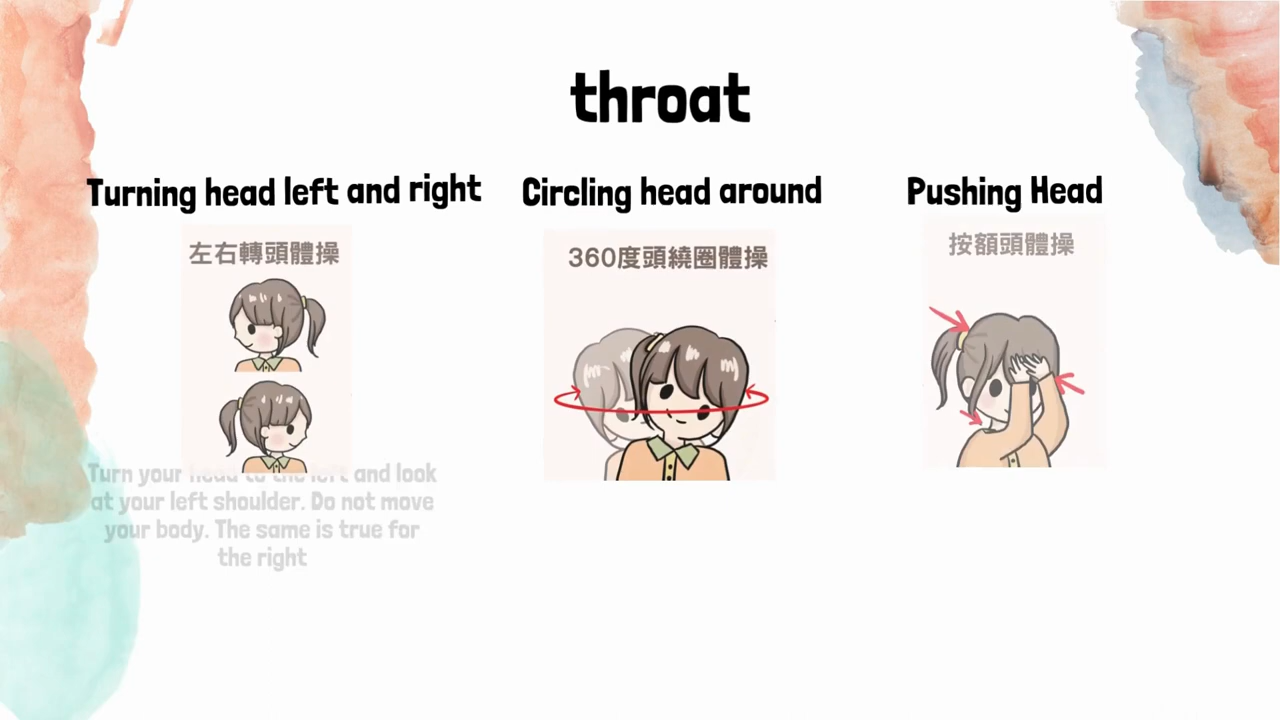 throat
Turning head left and right
Circling head around
Pushing Head
左右轉頭體操
360度頭繞圈體操
按額頭體操
Turn your head to the left and look
at your left shoulder. Do not move
your body. The same is true for
the right